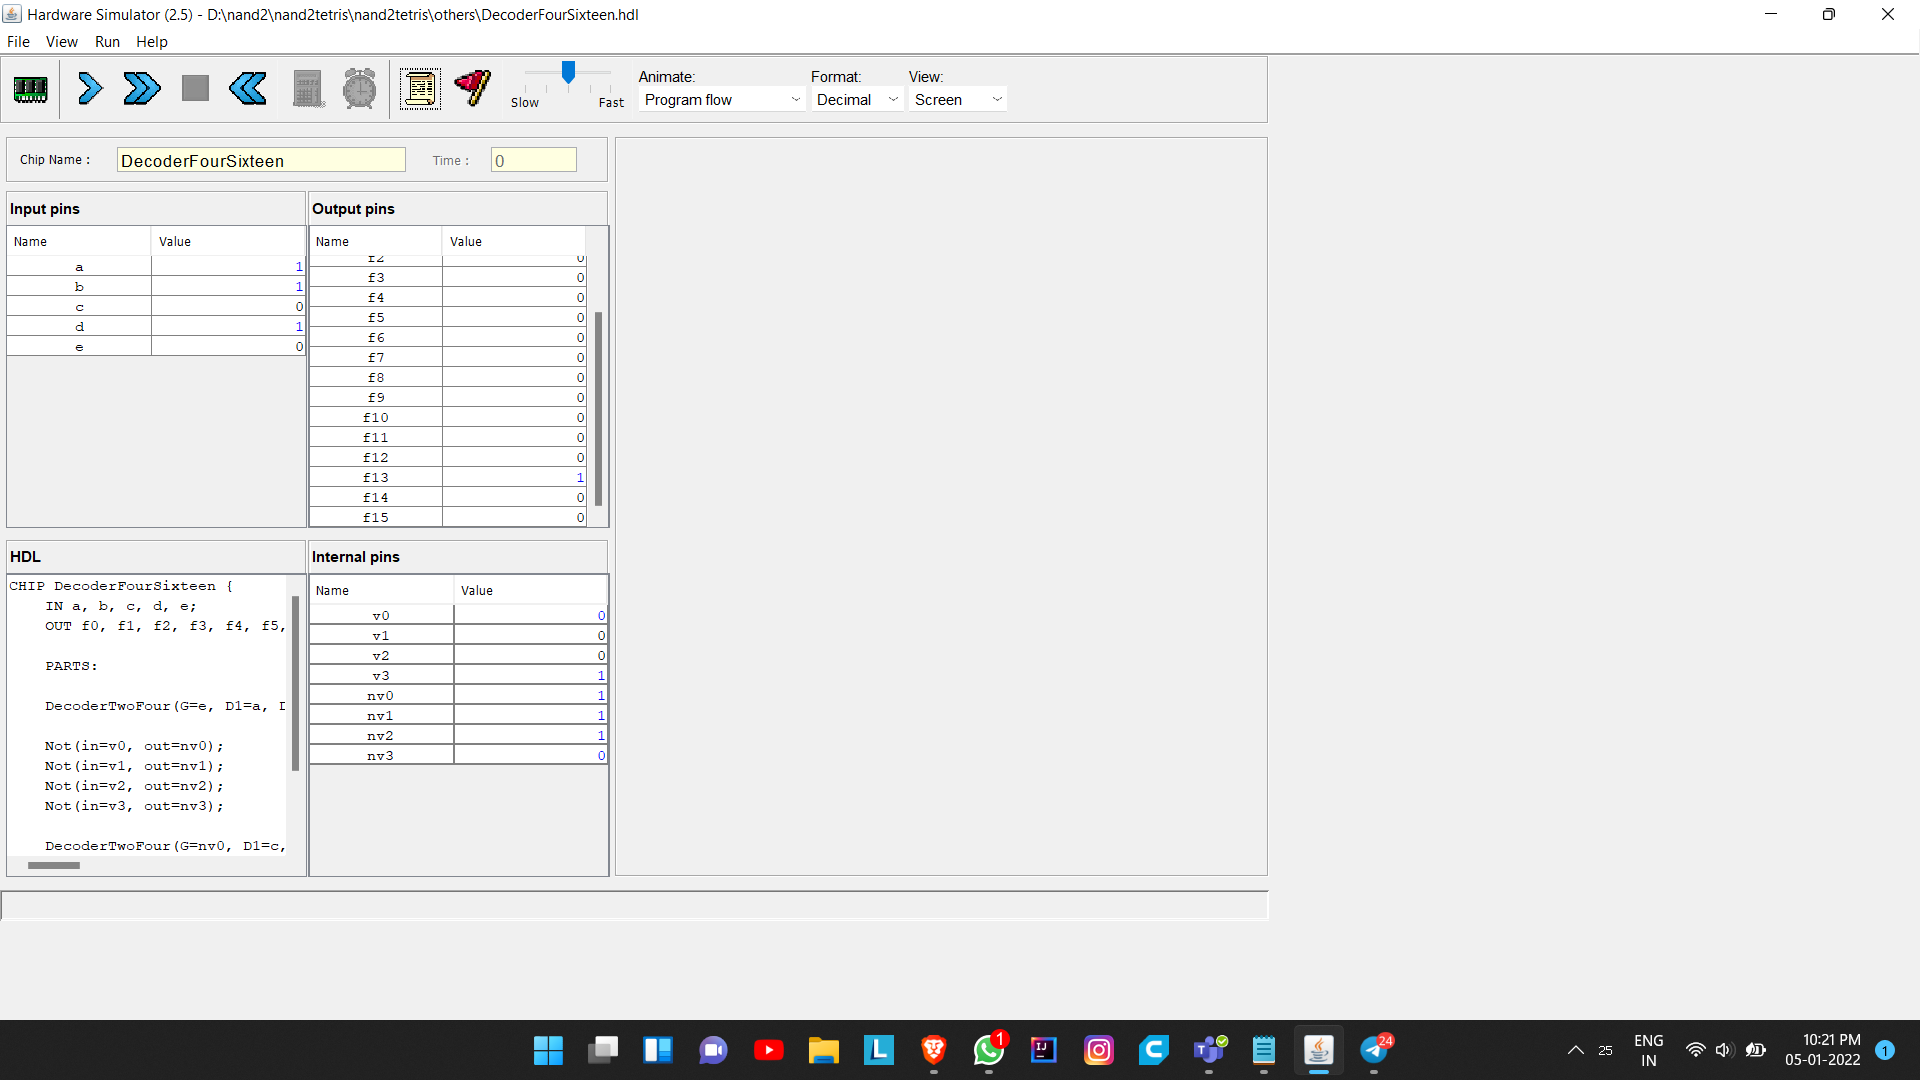 Hardware Simulator (2.5) - D:\nand2\nand2tetris\nand2tetris\others\DecoderFourSixteen.hdl
File View Run Help
Slow Fast
Animate: Format: View:
Program flow Decimal Screen
Chip Name : DecoderFourSixteen Time : 0
Input pins
Name Value
a 1
b 1
c 0
d 1
e 0
Output pins
Name Value
f2 0
f3 0
f4 0
f5 0
f6 0
f7 0
f8 0
f9 0
f10 0
f11 0
f12 0
f13 1
f14 0
f15 0
HDL
CHIP DecoderFourSixteen {
IN a, b, c, d, e;
OUT f0, f1, f2, f3, f4, f5,
PARTS:
DecoderTwoFour(G=e, D1=a, D
Not(in=v0, out=nv0);
Not(in=v1, out=nv1);
Not(in=v2, out=nv2);
Not(in=v3, out=nv3);
DecoderTwoFour(G=nv0, D1=c,
Internal pins
Name Value
v0 0
v1 0
v2 0
v3 1
nv0 1
nv1 1
nv2 1
nv3 0
L
1
IJ
T
24
25
ENG
IN
10:21 PM
05-01-2022
1